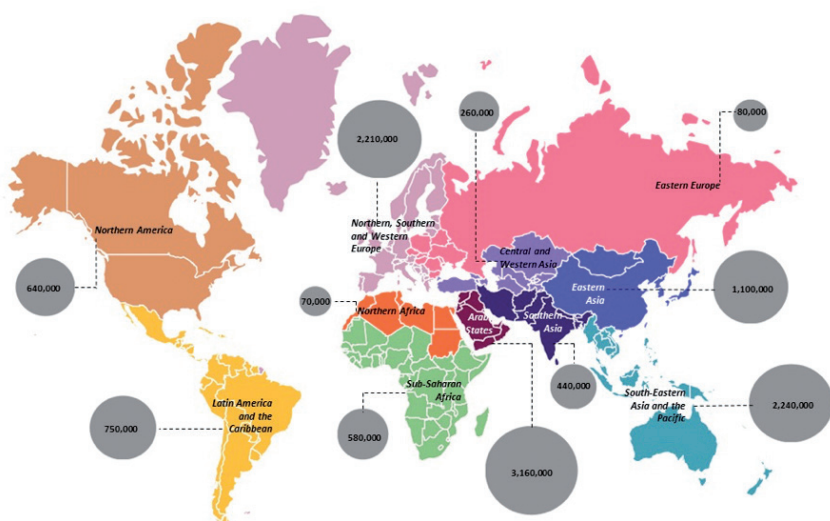 2,210,000
260,000
80,000
Eastern Europe
Northern America
Northern, Southern
and Western
Europe
Central and
Western Asia
640,000
Eastern
Asia
1,100,000
70,000
Northern Africa
Arab
States
Southern
Asia
Sub-Saharan
Africa
440,000
South-Eastern
Asia and the
Pacific
2,240,000
Latin America
and the
Caribbean
750,000
580,000
3,160,000